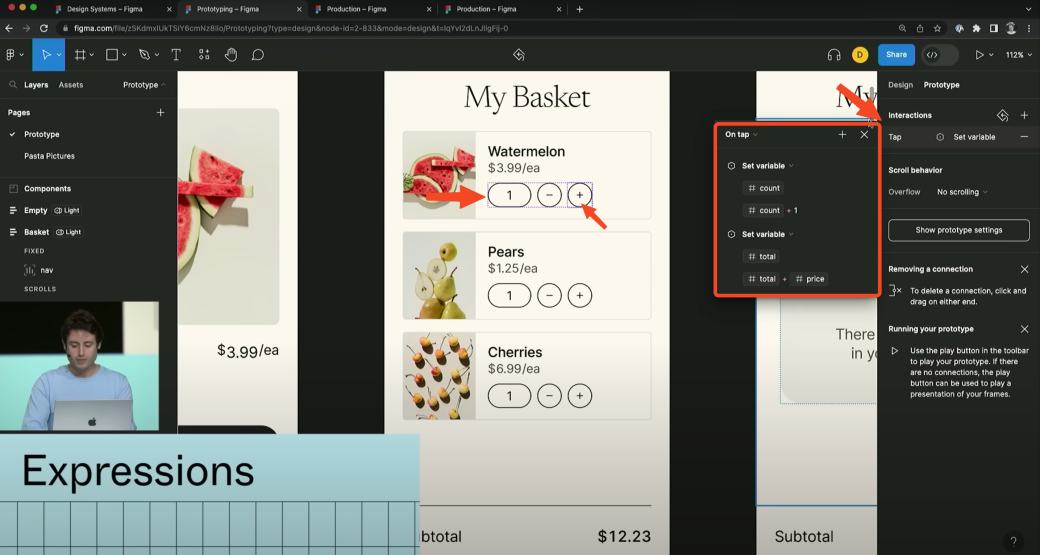 Design Systems – Figma
Prototyping – Figma
Production – Figma
Production – Figma
figma.com/file/zSKdmxlUkTSiY6cmNz8ilo/Prototyping?type=design&node-id=2-833&mode=design&t=lqYvl2dLnJllgFij-0
D
Share
112%
Layers
Assets
Prototype
Pages
Prototype
Pasta Pictures
Components
Empty
Light
Basket
Light
FIXED
nav
SCROLLS
$3.99/ea
Expressions
My Basket
Watermelon
$3.99/ea
1 − +
Pears
$1.25/ea
1 − +
Cherries
$6.99/ea
1 − +
btotal
$12.23
My
On tap
Set variable
# count
# count + 1
Set variable
# total
# total + # price
There
in yo
Subtotal
Design
Prototype
Interactions
Tap
Set variable
Scroll behavior
Overflow
No scrolling
Show prototype settings
Removing a connection
To delete a connection, click and
drag on either end.
Running your prototype
Use the play button in the toolbar
to play your prototype. If there
are no connections, the play
button can be used to play a
presentation of your frames.
?